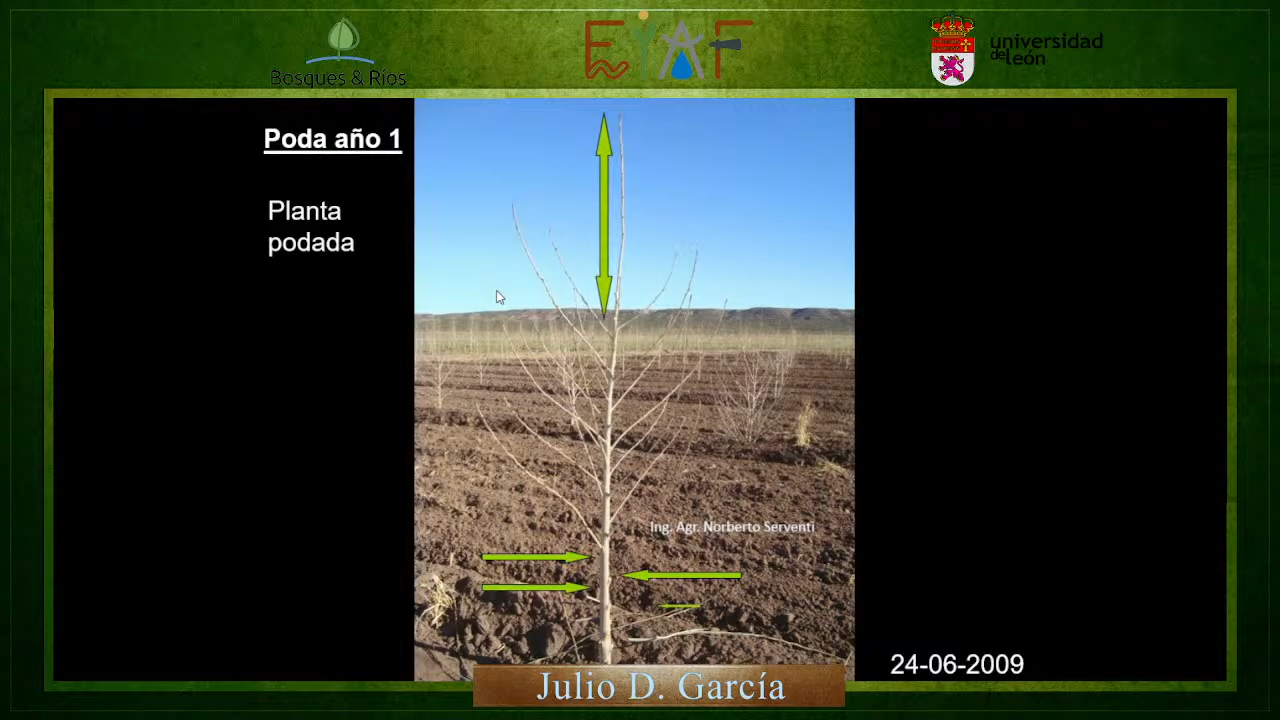 Bosques & Ríos
EIAF
universidad
de león
Poda año 1
Planta
podada
Ing. Agr. Norberto Serventi
24-06-2009
Julio D. García